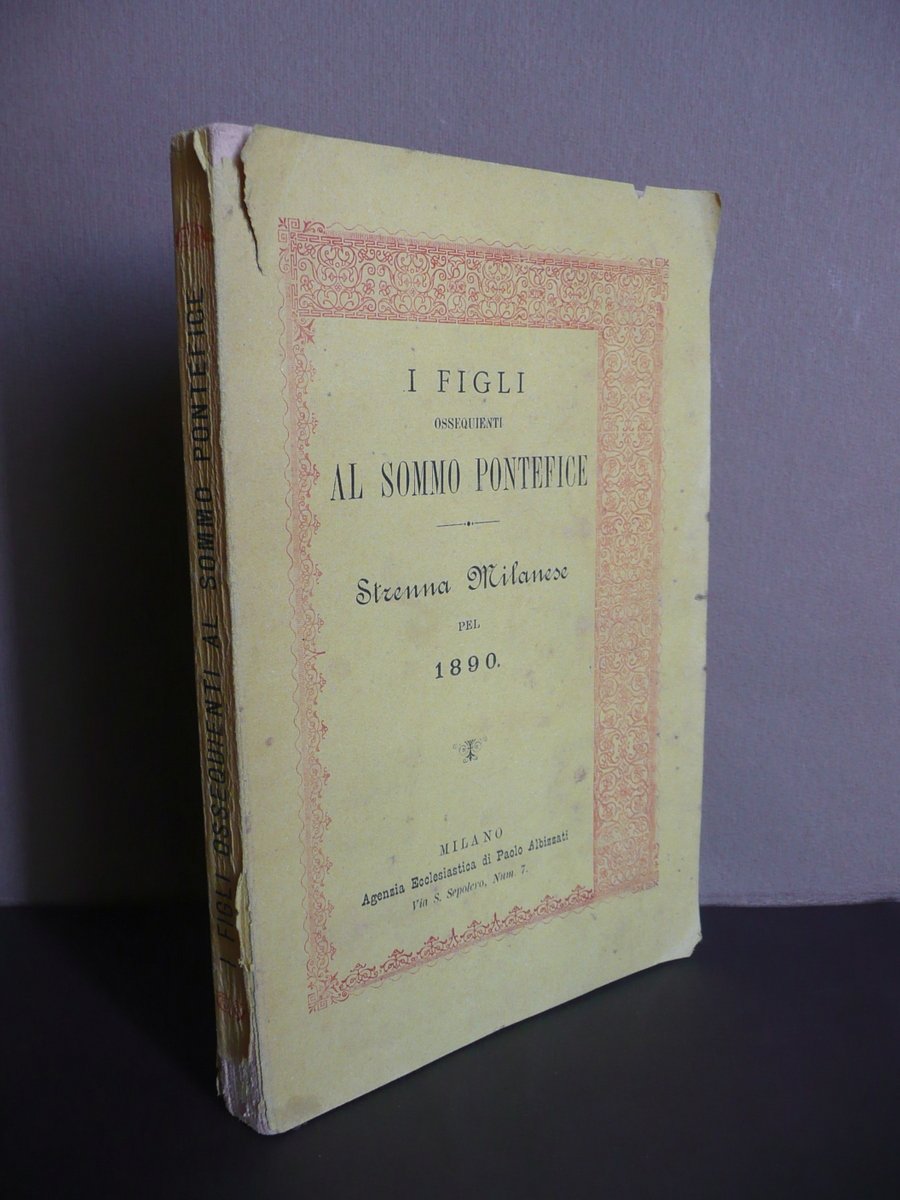 I FIGLI OSSEQUIENTI AL SOMMO PONTEFICE
I FIGLI
OSSEQUIENTI
AL SOMMO PONTEFICE
Strenna Milanese
PEL
1890.
MILANO
Agenzia Ecclesiastica di Paolo Albizzati
Via S. Sepolcro, Num. 7.